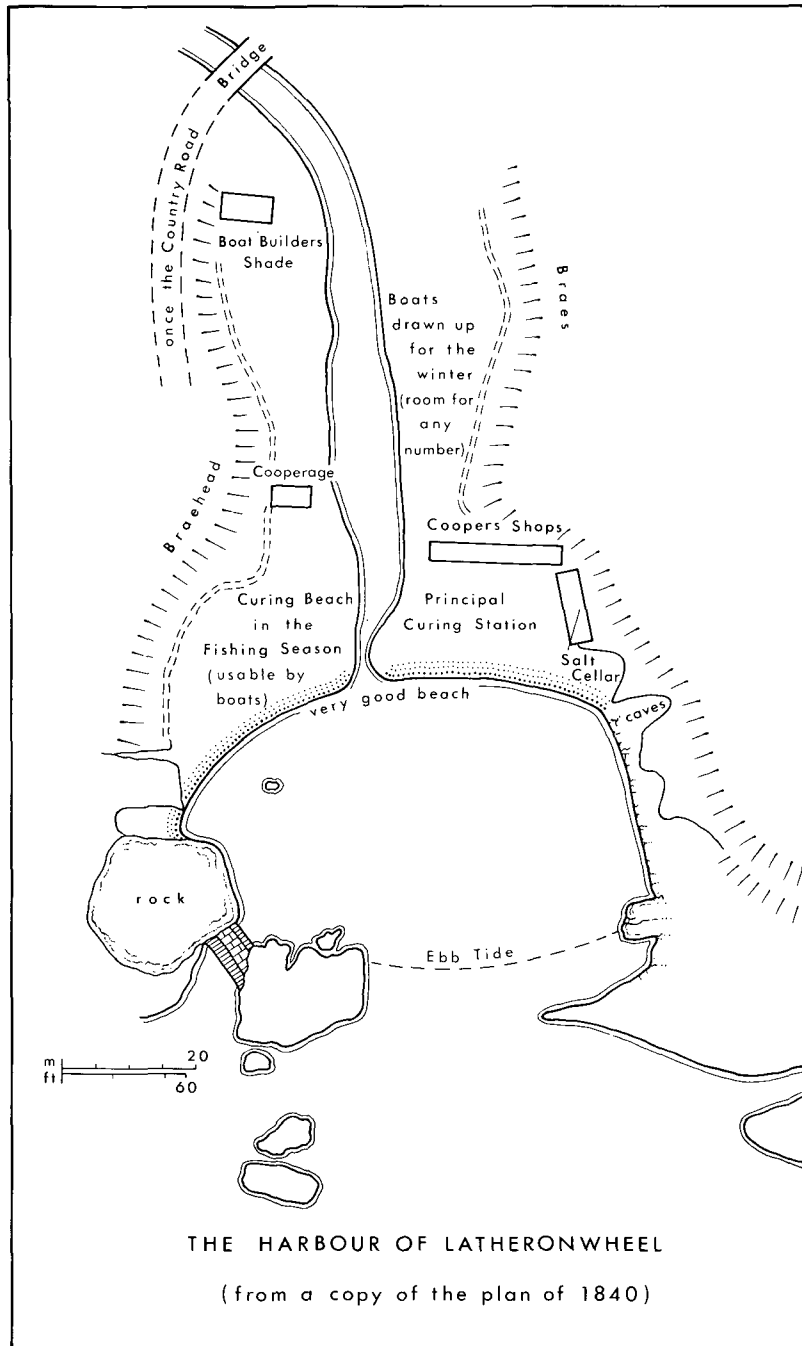 Bridge
once the Country Road
Boat Builders
Shade
Boats
drawn up
for the
winter
(room for
any
number)
Braes
Braehead
Cooperage
Coopers Shops
Curing Beach
in the
Fishing Season
(usable by
boats)
Principal
Curing Station
Salt
Cellar
very good beach
caves
rock
Ebb Tide
m 20
ft 60
THE HARBOUR OF LATHERONWHEEL
(from a copy of the plan of 1840)